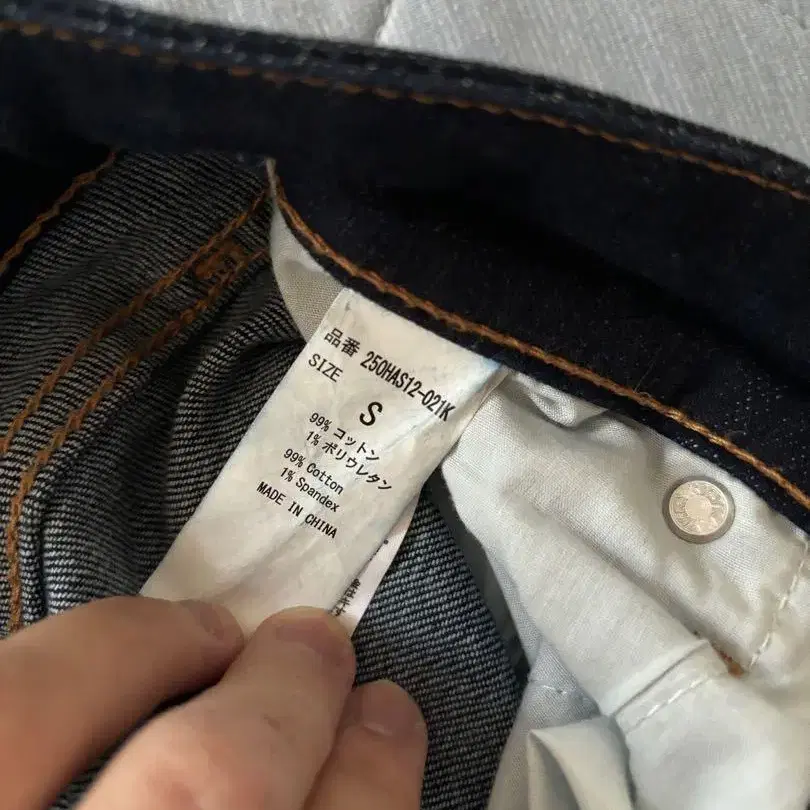 品番 250HAS12-021K
SIZE S
99% コットン
1% ポリウレタン
99% Cotton
1% Spandex
MADE IN CHINA